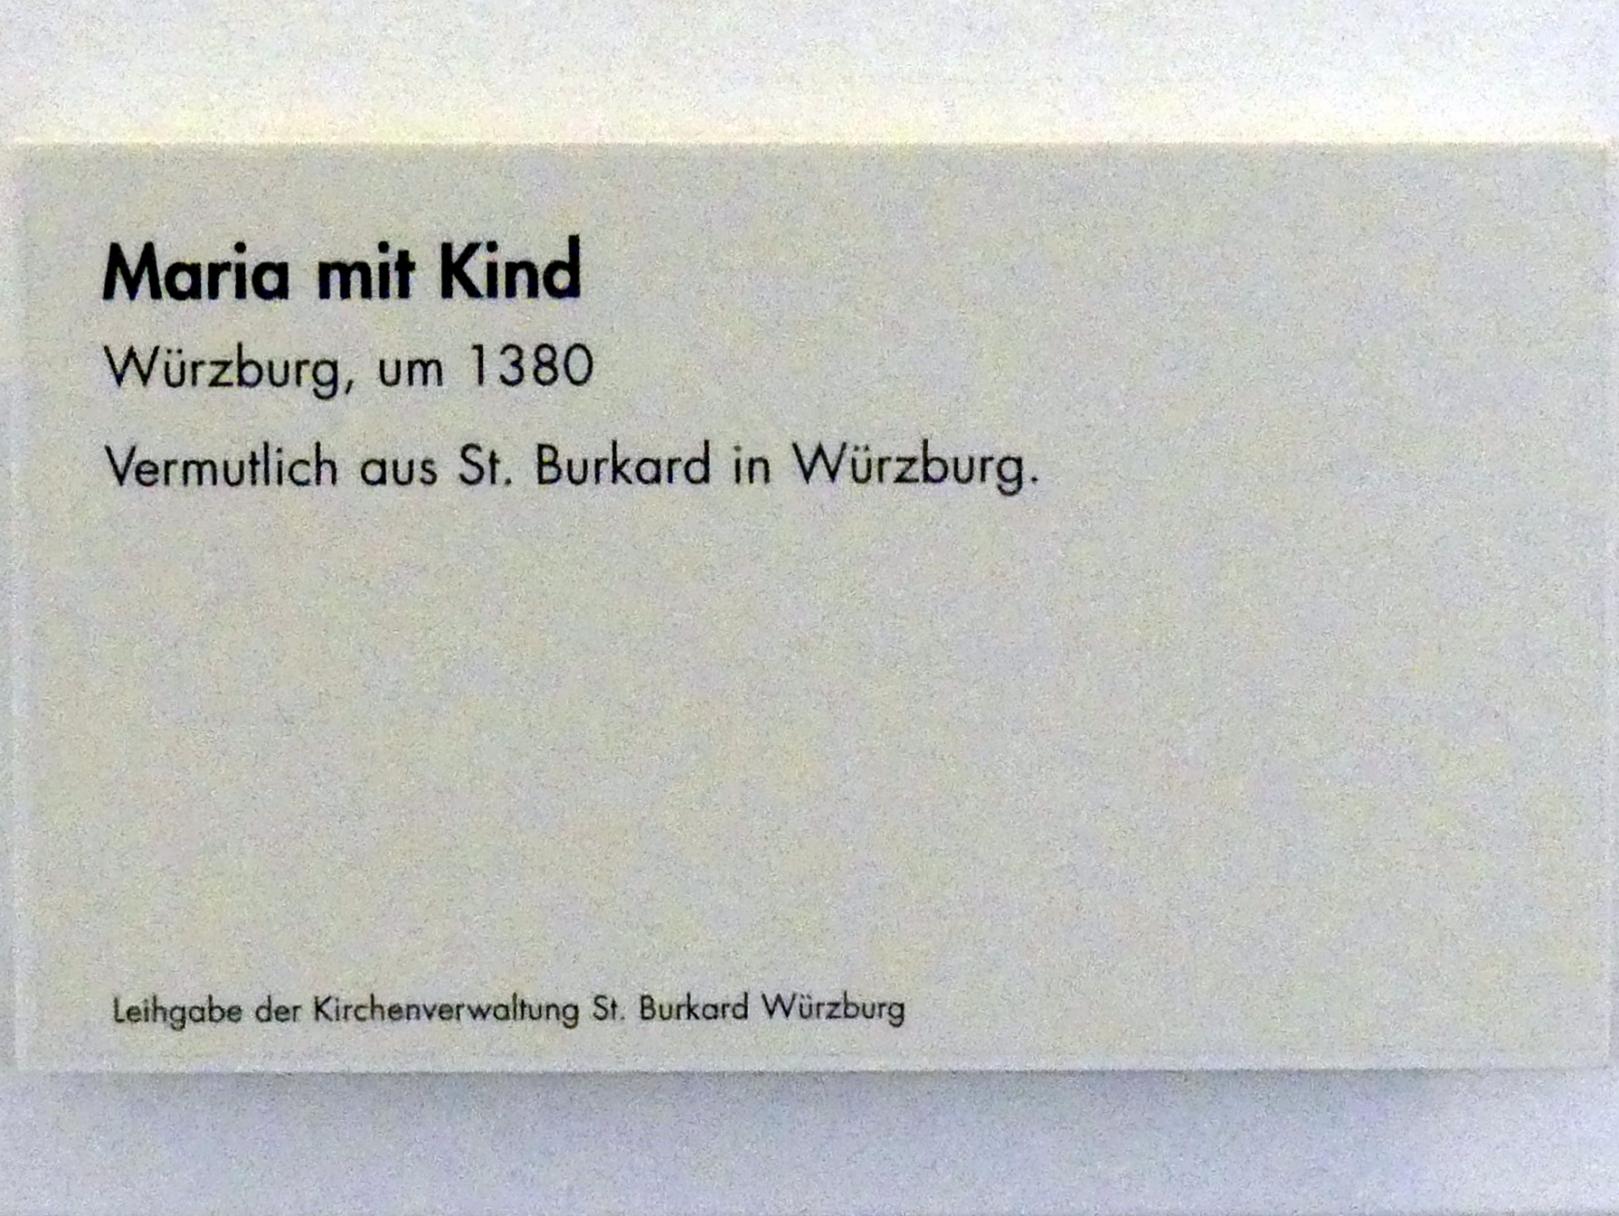 Maria mit Kind
Würzburg, um 1380
Vermutlich aus St. Burkard in Würzburg.
Leihgabe der Kirchenverwaltung St. Burkard Würzburg